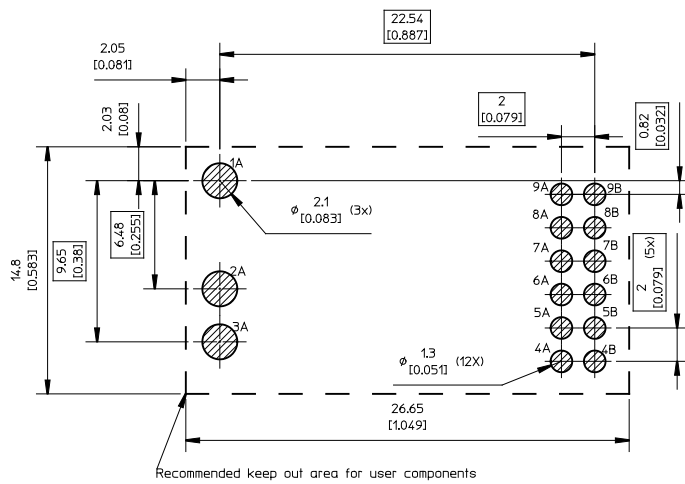 22.54
[0.887]
2.05
[0.081]
2
[0.079]
0.82
[0.032]
2.03
[0.08]
1A
9A
9B
ø 2.1 (3x)
[0.083]
8A
8B
6.48
[0.255]
9.65
[0.38]
14.8
[0.583]
7A
7B
2 (5x)
[0.079]
2A
6A
6B
5A
5B
3A
ø 1.3 (12X)
[0.051]
4A
4B
26.65
[1.049]
Recommended keep out area for user components